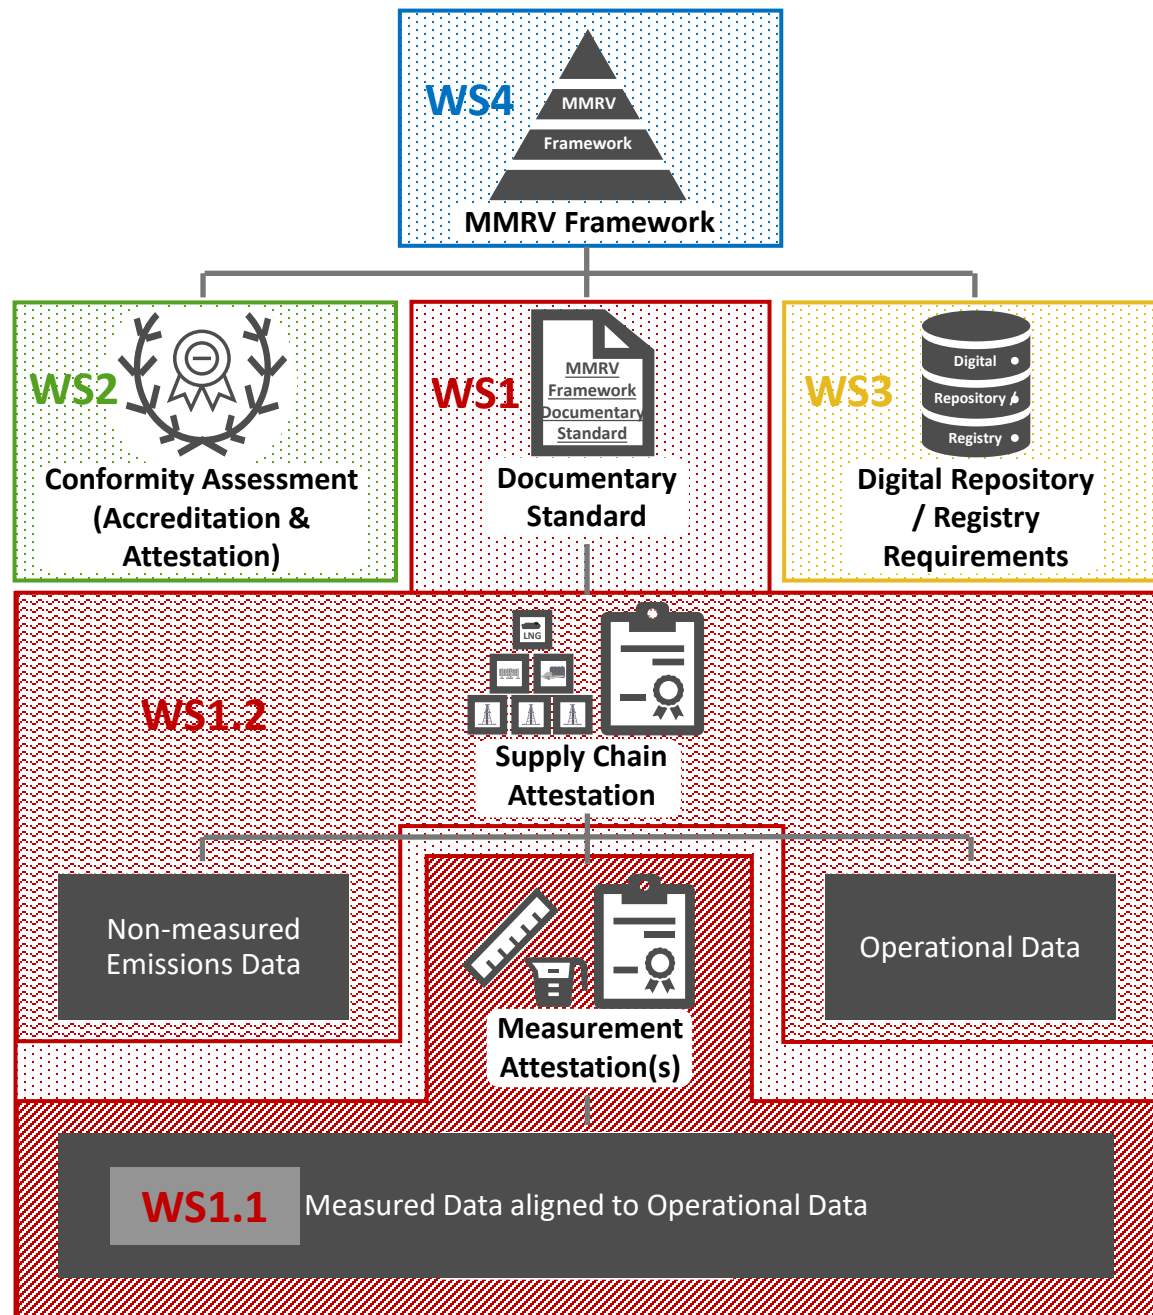 WS4
MMRV
Framework
MMRV Framework
WS2
Conformity Assessment
(Accreditation &
Attestation)
WS1
MMRV
Framework
Documentary
Standard
Documentary
Standard
WS3
Digital
Repository
Registry
Digital Repository
/ Registry
Requirements
WS1.2
LNG
Supply Chain
Attestation
Non-measured
Emissions Data
Measurement
Attestation(s)
Operational Data
WS1.1 Measured Data aligned to Operational Data